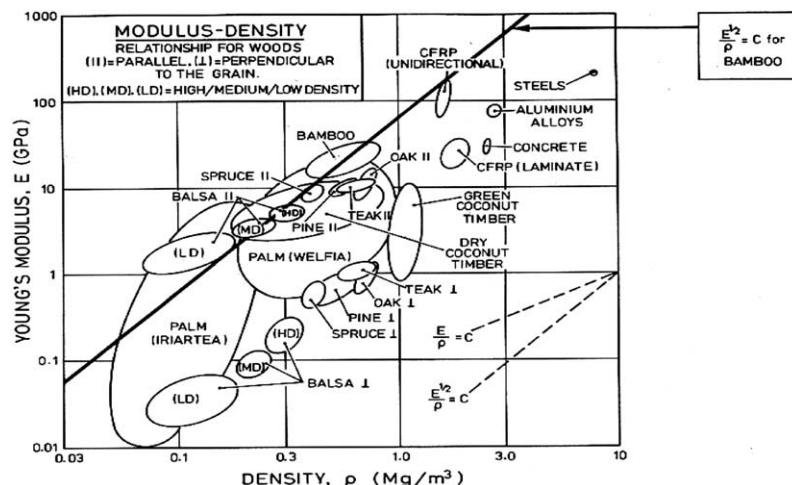 MODULUS-DENSITY
RELATIONSHIP FOR WOODS
(||)=PARALLEL,(⊥)=PERPENDICULAR
TO THE GRAIN.
(HD),(MD),(LD)=HIGH/MEDIUM/LOW DENSITY
1000
100
10
1
0.1
0.01
YOUNG'S MODULUS, E (GPa)
CFRP
(UNIDIRECTIONAL)
E^½/ρ = C for
BAMBOO
STEELS
ALUMINIUM
ALLOYS
CONCRETE
CFRP (LAMINATE)
BAMBOO
OAK ||
SPRUCE ||
BALSA ||
(HD)
(MD)
(LD)
PINE ||
TEAK ||
GREEN
COCONUT
TIMBER
DRY
COCONUT
TIMBER
PALM (WELFIA)
TEAK ⊥
OAK ⊥
PINE ⊥
SPRUCE ⊥
PALM
(IRIARTEA)
(HD)
(MD)
(LD)
BALSA ⊥
E/ρ = C
E^½/ρ = C
0.03
0.1
0.3
1.0
3.0
10
DENSITY, ρ (Mg/m³)